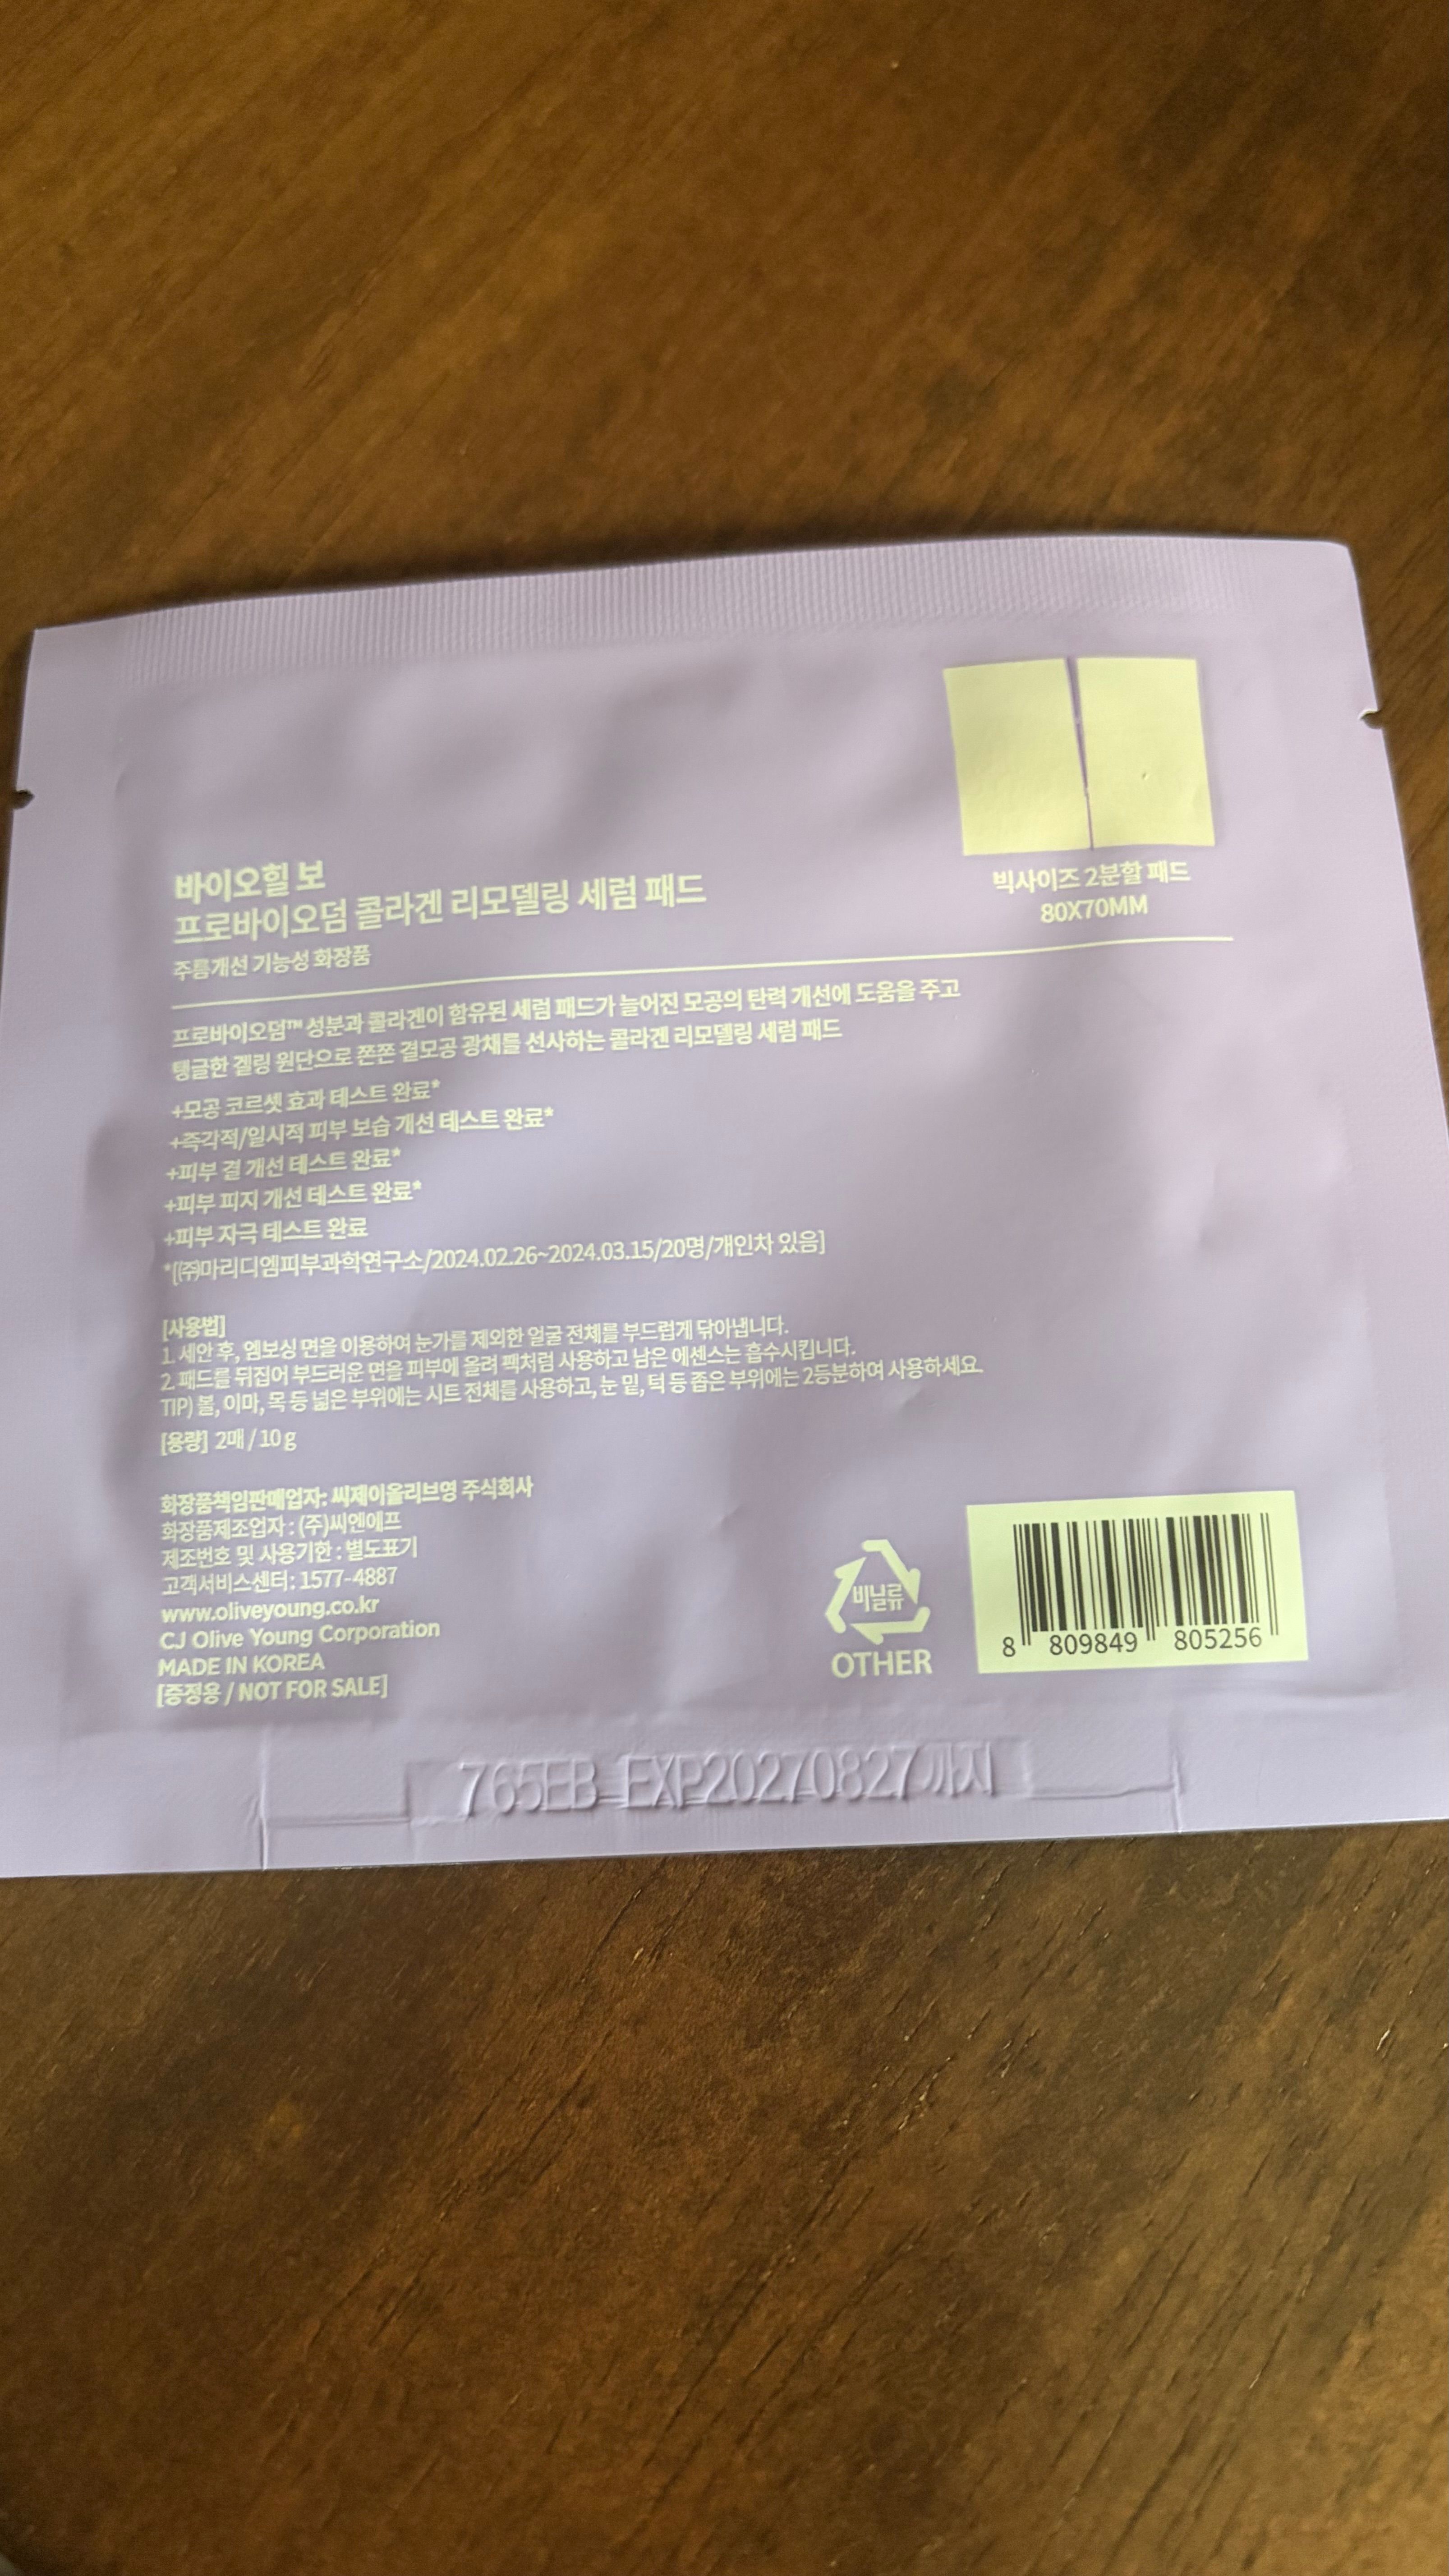 빅사이즈 2분할 패드
80X70MM
바이오힐 보
프로바이오덤 콜라겐 리모델링 세럼 패드
주름개선 기능성 화장품
프로바이오덤™ 성분과 콜라겐이 함유된 세럼 패드가 늘어진 모공의 탄력 개선에 도움을 주고
탱글한 겔링 원단으로 쫀쫀 결모공 광채를 선사하는 콜라겐 리모델링 세럼 패드
+모공 코르셋 효과 테스트 완료*
+즉각적/일시적 피부 보습 개선 테스트 완료*
+피부 결 개선 테스트 완료*
+피부 피지 개선 테스트 완료*
+피부 자극 테스트 완료
*[㈜마리디엠피부과학연구소/2024.02.26~2024.03.15/20명/개인차 있음]
[사용법]
1. 세안 후, 엠보싱 면을 이용하여 눈가를 제외한 얼굴 전체를 부드럽게 닦아냅니다.
2. 패드를 뒤집어 부드러운 면을 피부에 올려 팩처럼 사용하고 남은 에센스는 흡수시킵니다.
TIP) 볼, 이마, 목 등 넓은 부위에는 시트 전체를 사용하고, 눈 밑, 턱 등 좁은 부위에는 2등분하여 사용하세요.
[용량] 2매 / 10 g
화장품책임판매업자: 씨제이올리브영 주식회사
화장품제조업자 : (주)씨엔에프
제조번호 및 사용기한 : 별도표기
고객서비스센터: 1577-4887
www.oliveyoung.co.kr
CJ Olive Young Corporation
MADE IN KOREA
[증정용 / NOT FOR SALE]
비닐류
OTHER
8 809849 805256
765EB EXP20270827까지